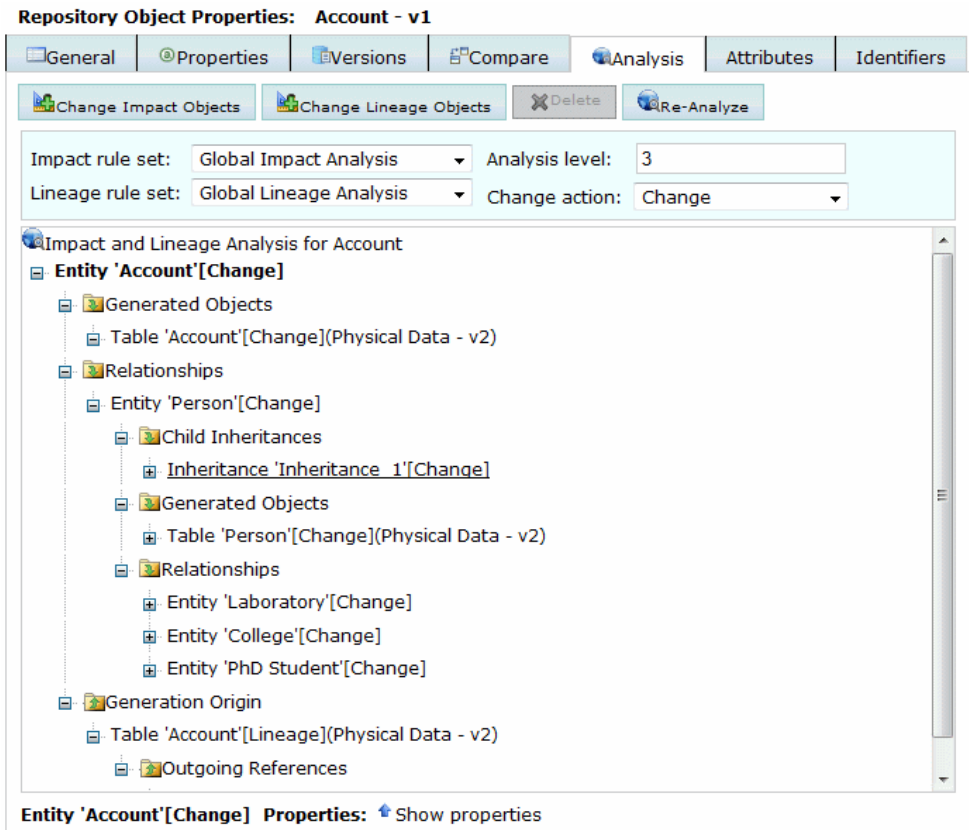 Repository Object Properties: Account - v1
General Properties Versions Compare Analysis Attributes Identifiers
Change Impact Objects Change Lineage Objects Delete Re-Analyze
Impact rule set: Global Impact Analysis Analysis level: 3
Lineage rule set: Global Lineage Analysis Change action: Change
Impact and Lineage Analysis for Account
Entity 'Account'[Change]
Generated Objects
Table 'Account'[Change](Physical Data - v2)
Relationships
Entity 'Person'[Change]
Child Inheritances
Inheritance 'Inheritance_1'[Change]
Generated Objects
Table 'Person'[Change](Physical Data - v2)
Relationships
Entity 'Laboratory'[Change]
Entity 'College'[Change]
Entity 'PhD Student'[Change]
Generation Origin
Table 'Account'[Lineage](Physical Data - v2)
Outgoing References
Entity 'Account'[Change] Properties: Show properties